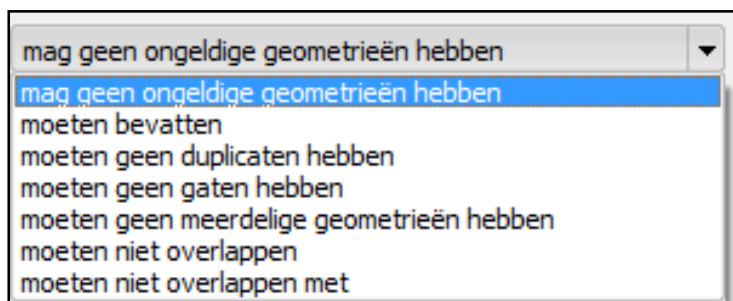 mag geen ongeldige geometrieën hebben
mag geen ongeldige geometrieën hebben
moeten bevatten
moeten geen duplicaten hebben
moeten geen gaten hebben
moeten geen meerdelige geometrieën hebben
moeten niet overlappen
moeten niet overlappen met